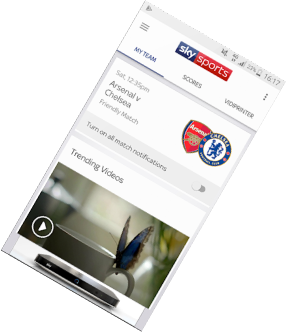 23% 16:17
sky sports
MY TEAM SCORES VIDIPRINTER
Sat, 12:35pm
Arsenal v
Chelsea
Friendly Match
Arsenal
CHELSEA
Turn on all match notifications
Trending Videos